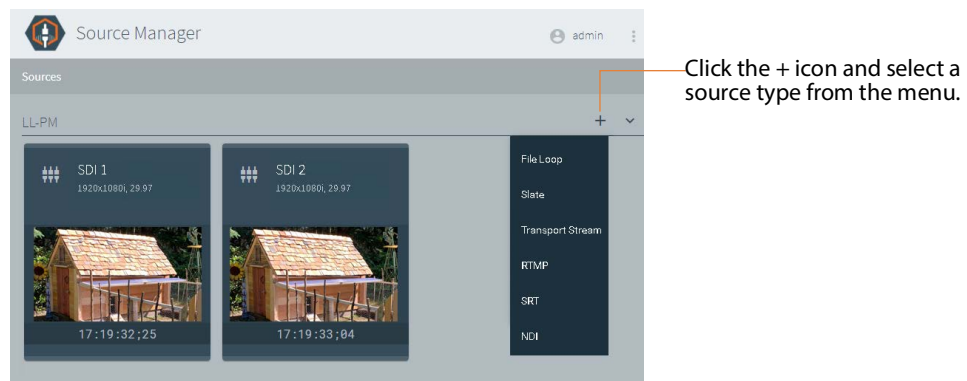 Source Manager
admin
Sources
LL-PM
Click the + icon and select a
source type from the menu.
SDI 1
1920x1080i, 29.97
17:19:32;25
SDI 2
1920x1080i, 29.97
17:19:33;04
File Loop
Slate
Transport Stream
RTMP
SRT
NDI